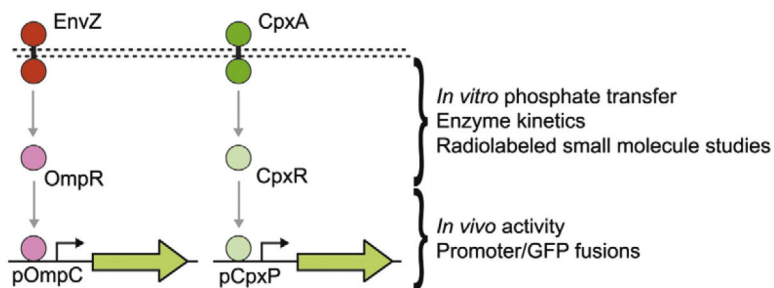 EnvZ
CpxA
In vitro phosphate transfer
Enzyme kinetics
Radiolabeled small molecule studies
OmpR
CpxR
In vivo activity
Promoter/GFP fusions
pOmpC
pCpxP